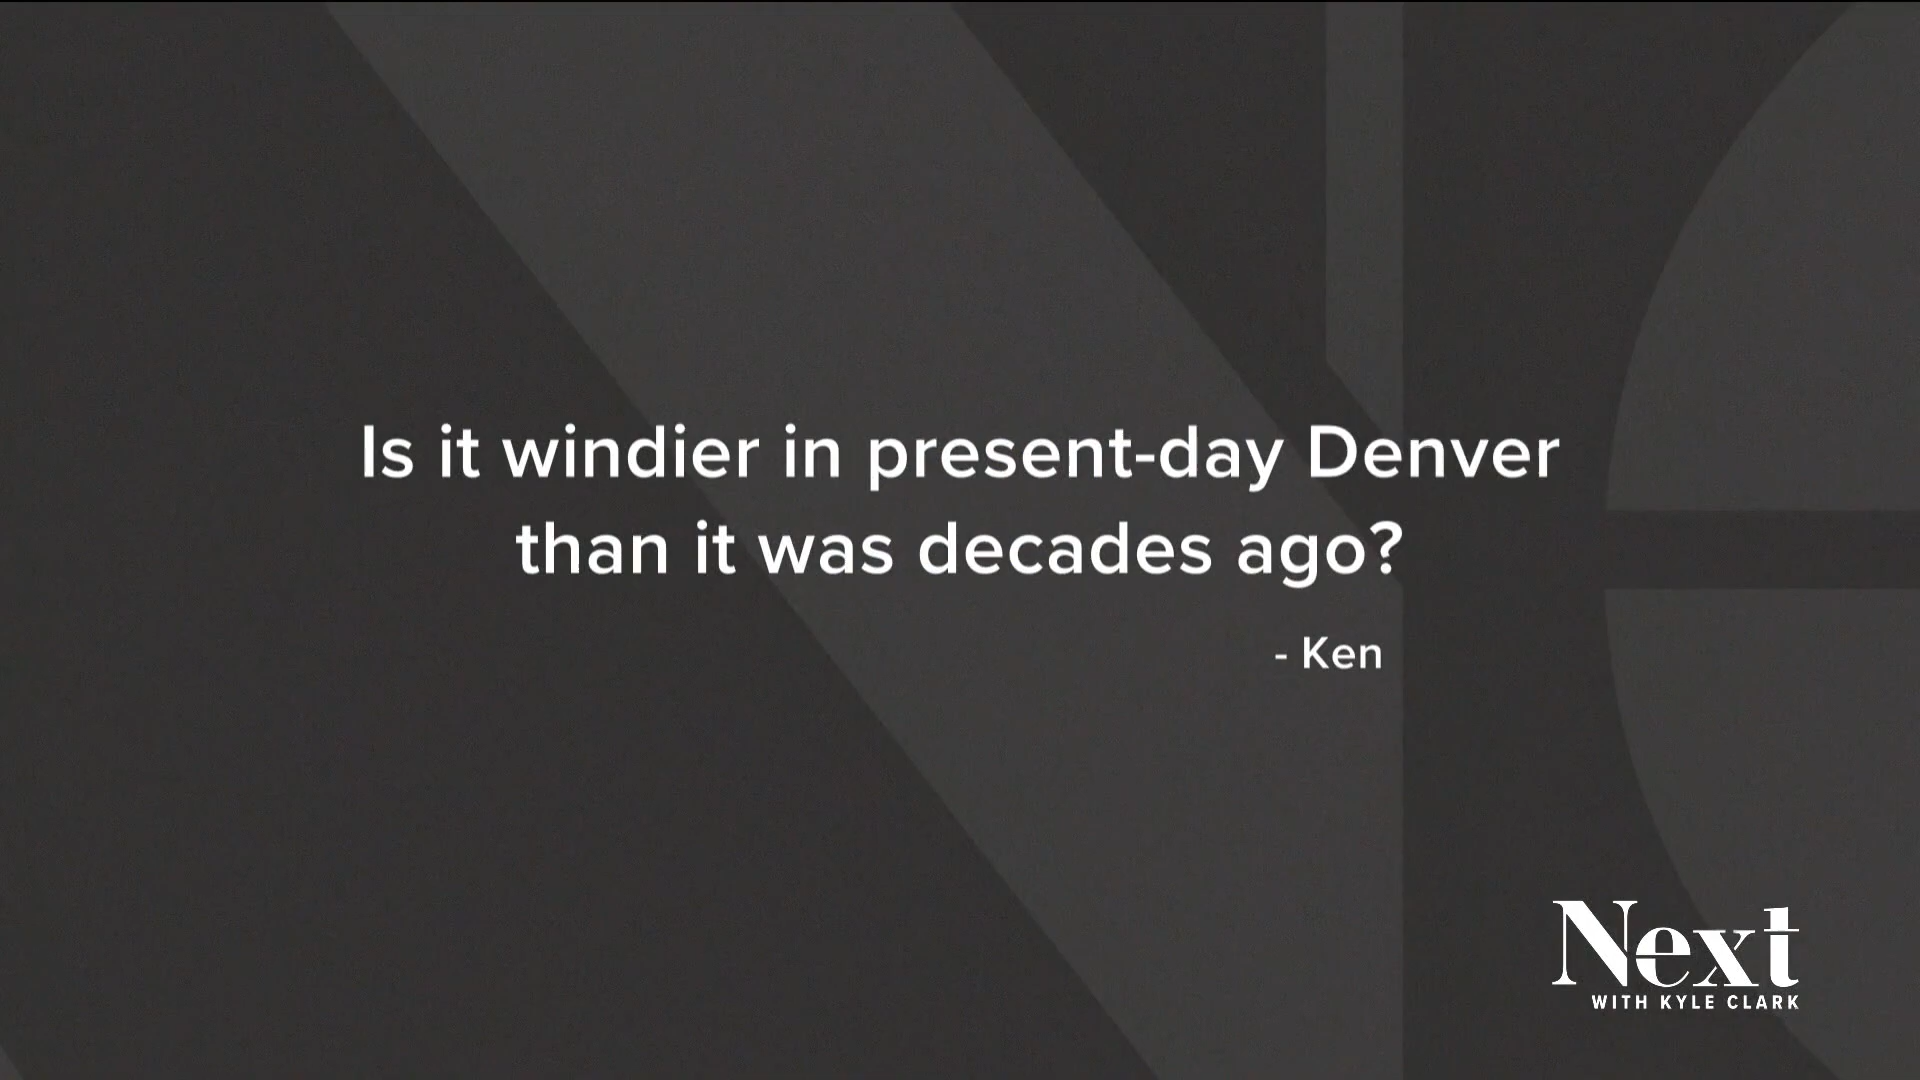 Is it windier in present-day Denver
than it was decades ago?
- Ken
Next
WITH KYLE CLARK